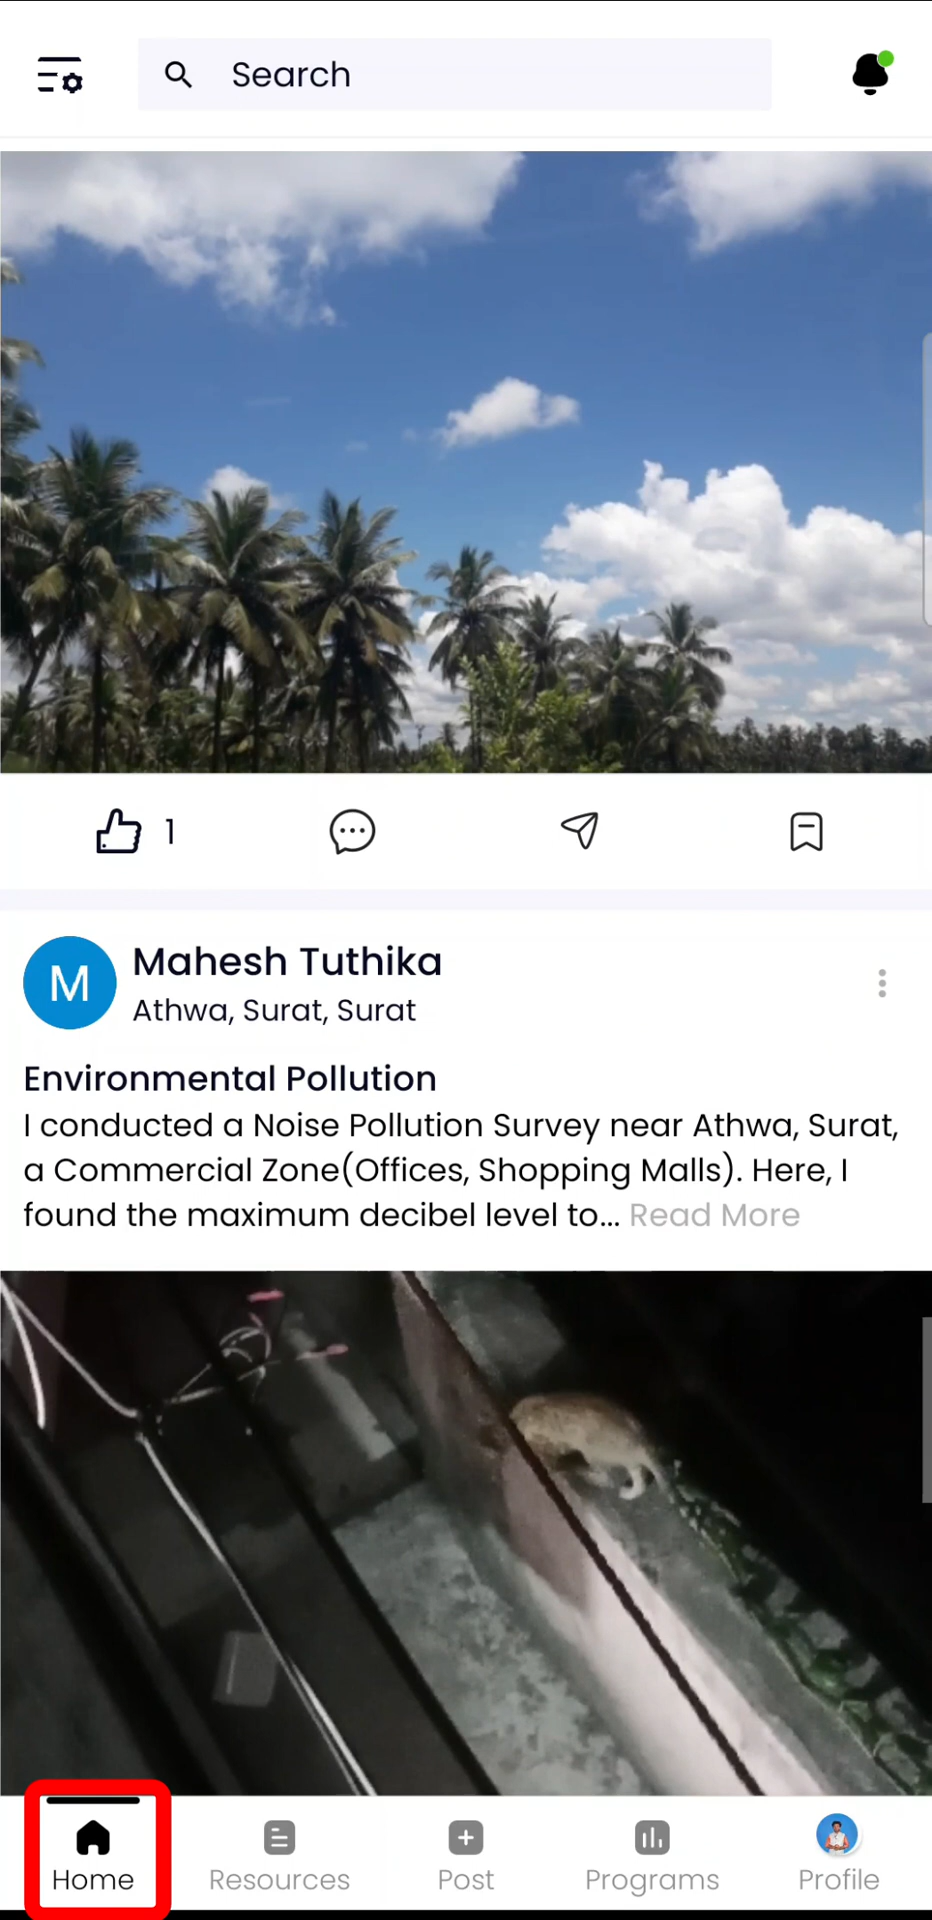 Search
1
M
Mahesh Tuthika
Athwa, Surat, Surat
Environmental Pollution
I conducted a Noise Pollution Survey near Athwa, Surat,
a Commercial Zone(Offices, Shopping Malls). Here, I
found the maximum decibel level to... Read More
Home
Resources
Post
Programs
Profile